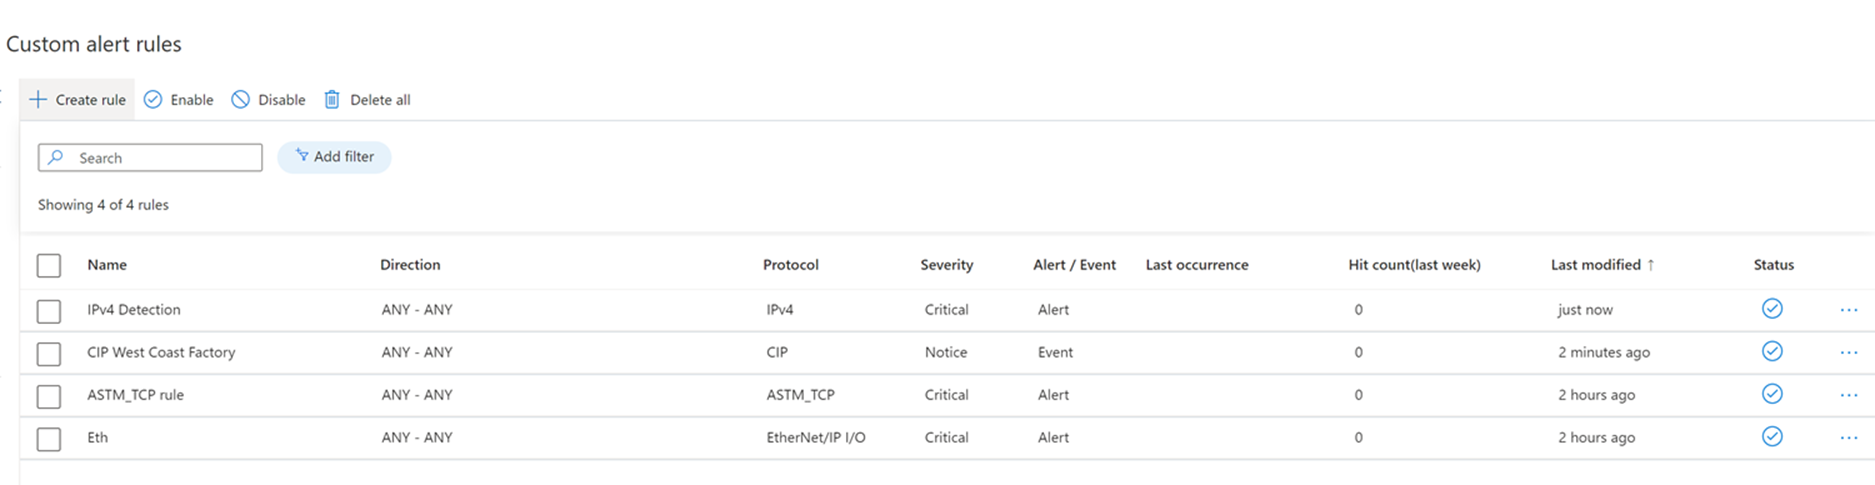 Custom alert rules
Create rule Enable Disable Delete all
Search Add filter
Showing 4 of 4 rules
Name Direction Protocol Severity Alert / Event Last occurrence Hit count(last week) Last modified ↑ Status
IPv4 Detection ANY - ANY IPv4 Critical Alert 0 just now ...
CIP West Coast Factory ANY - ANY CIP Notice Event 0 2 minutes ago ...
ASTM_TCP rule ANY - ANY ASTM_TCP Critical Alert 0 2 hours ago ...
Eth ANY - ANY EtherNet/IP I/O Critical Alert 0 2 hours ago ...